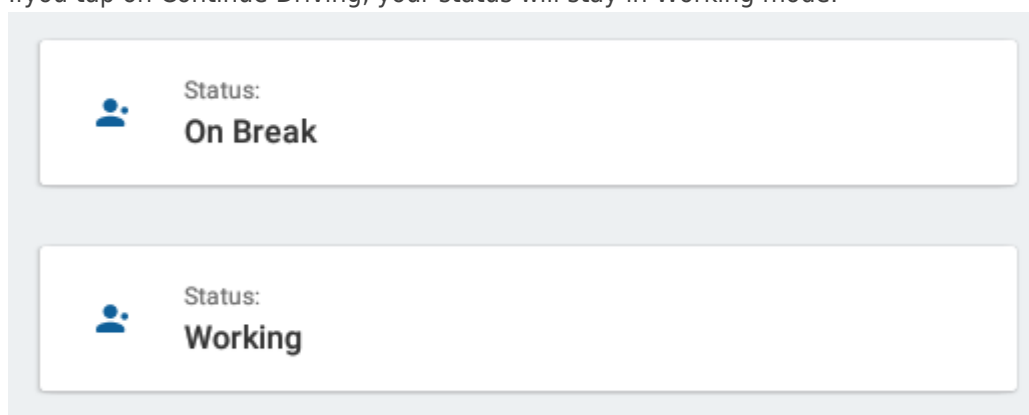 if you tap on Continue Driving, your status will stay in Working mode.
Status:
On Break
Status:
Working